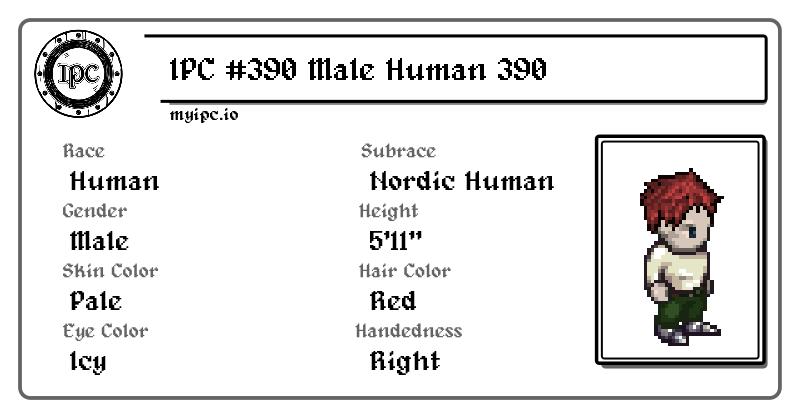 IPC
IPC #390 Male Human 390
myipc.io
Race
Human
Subrace
Nordic Human
Gender
Male
Height
5'11"
Skin Color
Pale
Hair Color
Red
Eye Color
Icy
Handedness
Right